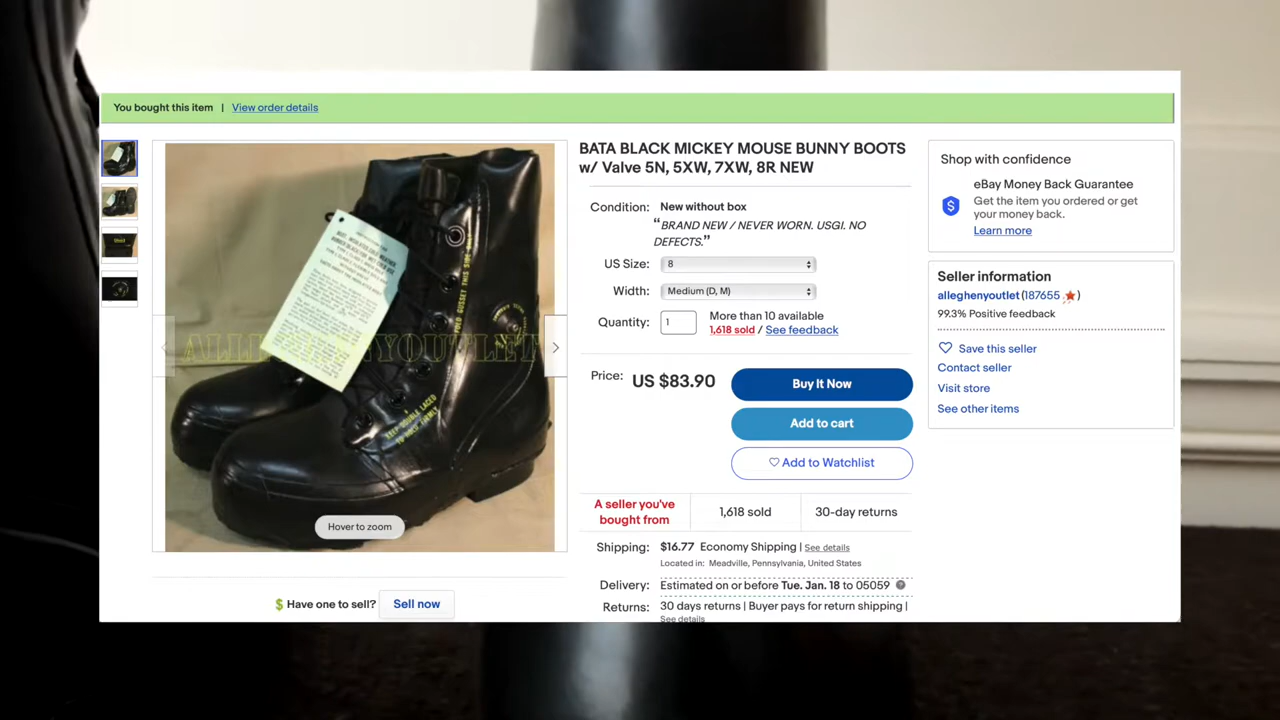 You bought this item | View order details
BATA BLACK MICKEY MOUSE BUNNY BOOTS
w/ Valve 5N, 5XW, 7XW, 8R NEW
Condition: New without box
“BRAND NEW / NEVER WORN. USGI. NO
DEFECTS.”
US Size: 8
Width: Medium (D, M)
Quantity: 1
More than 10 available
1,618 sold / See feedback
Price: US $83.90
Buy It Now
Add to cart
Add to Watchlist
A seller you've
bought from
1,618 sold
30-day returns
Shipping: $16.77 Economy Shipping | See details
Located in: Meadville, Pennsylvania, United States
Delivery: Estimated on or before Tue. Jan. 18 to 05059
Returns: 30 days returns | Buyer pays for return shipping |
See details
Shop with confidence
eBay Money Back Guarantee
Get the item you ordered or get
your money back.
Learn more
Seller information
alleghenyoutlet (187655)
99.3% Positive feedback
Save this seller
Contact seller
Visit store
See other items
ALLEGHENYOUTLET
KEEP DOUBLE LACED
Hover to zoom
Have one to sell? Sell now